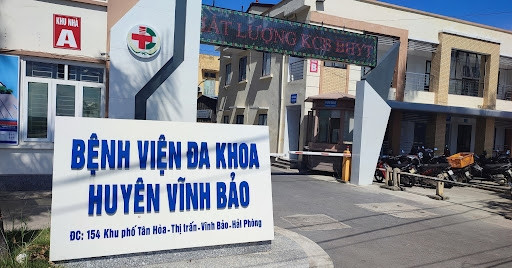 KHU NHÀ
A
ẤT LƯỢNG KCB BHYT
B
BỆNH VIỆN ĐA KHOA
HUYỆN VĨNH BẢO
ĐC: 154 Khu phố Tân Hòa - Thị trấn - Vĩnh Bảo - Hải Phòng